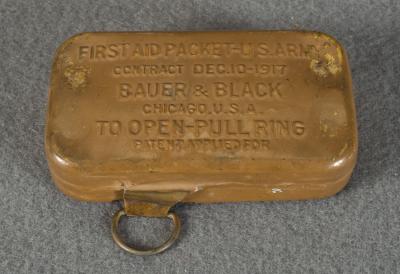 FIRST AID PACKET-U.S.ARMY
CONTRACT DEC.10-1917
BAUER & BLACK
CHICAGO, U.S.A.
TO OPEN-PULL RING
PATENT APPLIED FOR